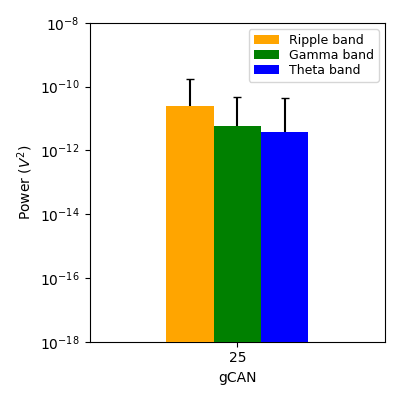 10⁻⁸
Ripple band
Gamma band
Theta band
10⁻¹⁰
10⁻¹²
Power (V²)
10⁻¹⁴
10⁻¹⁶
10⁻¹⁸
25
gCAN